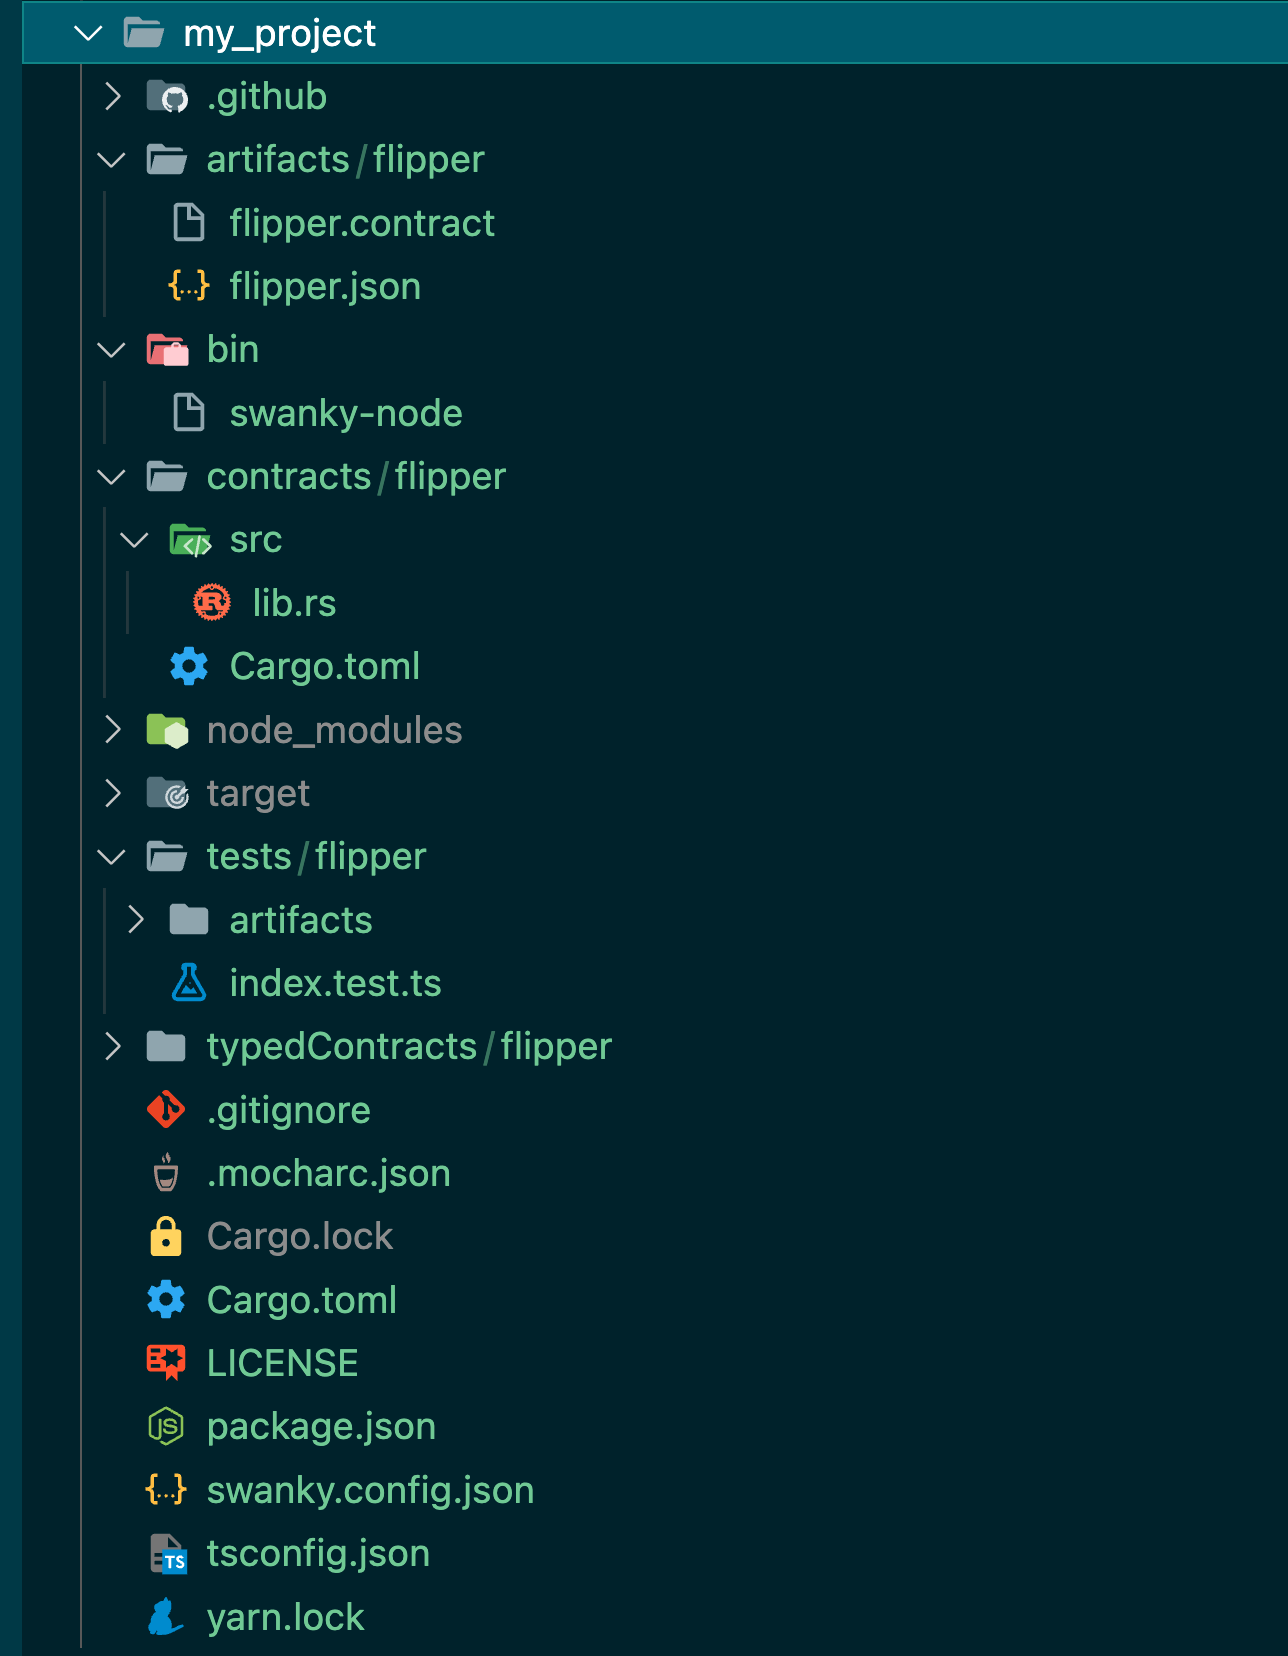 my_project
.github
artifacts/flipper
flipper.contract
{...} flipper.json
bin
swanky-node
contracts/flipper
src
lib.rs
Cargo.toml
node_modules
target
tests/flipper
artifacts
index.test.ts
typedContracts/flipper
.gitignore
.mocharc.json
Cargo.lock
Cargo.toml
LICENSE
JS package.json
{...} swanky.config.json
TS tsconfig.json
yarn.lock